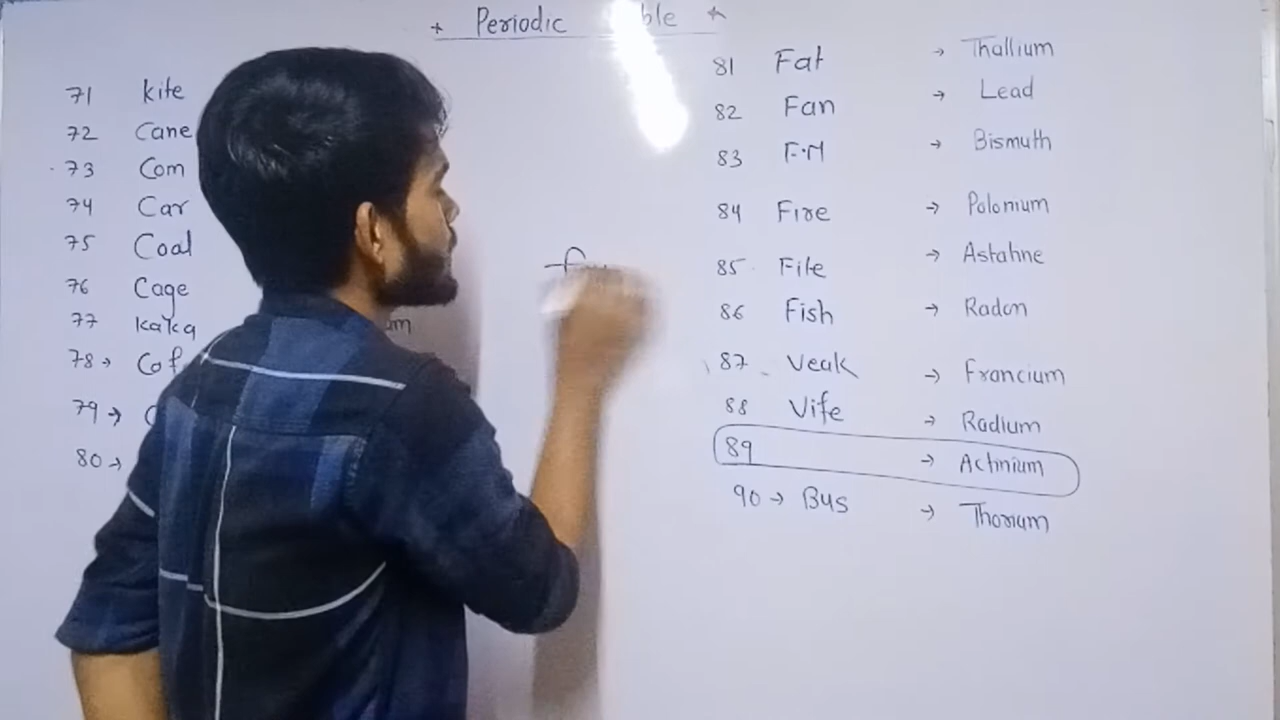 * Periodic ble *
71 Kite
72 Cane
73 Com
74 Car
75 Coal
76 Cage
77 Kaka um
78 → Cof
79 → C
80 →
81 Fat → Thallium
82 Fan → Lead
83 F.M → Bismuth
84 Fire → Polonium
85 File → Astatine
86 Fish → Radon
87 Veak → Francium
88 Vife → Radium
89 → Actinium
90 → Bus → Thorium